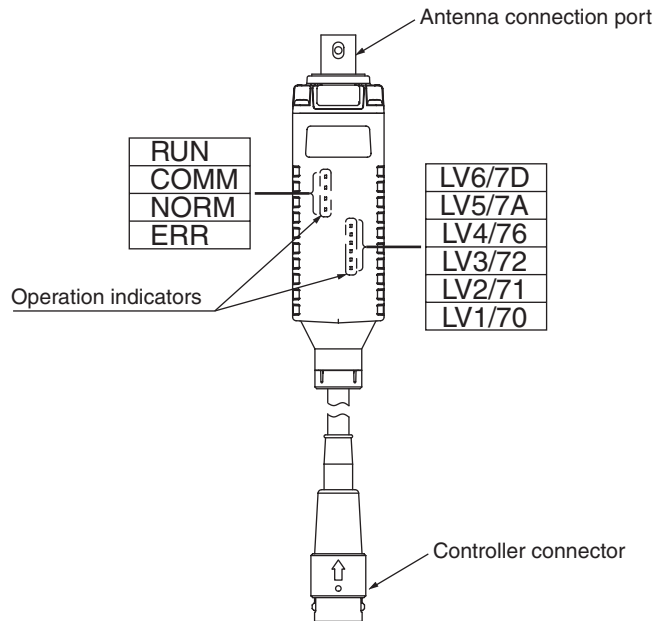 Antenna connection port
RUN
COMM
NORM
ERR
LV6/7D
LV5/7A
LV4/76
LV3/72
LV2/71
LV1/70
Operation indicators
Controller connector